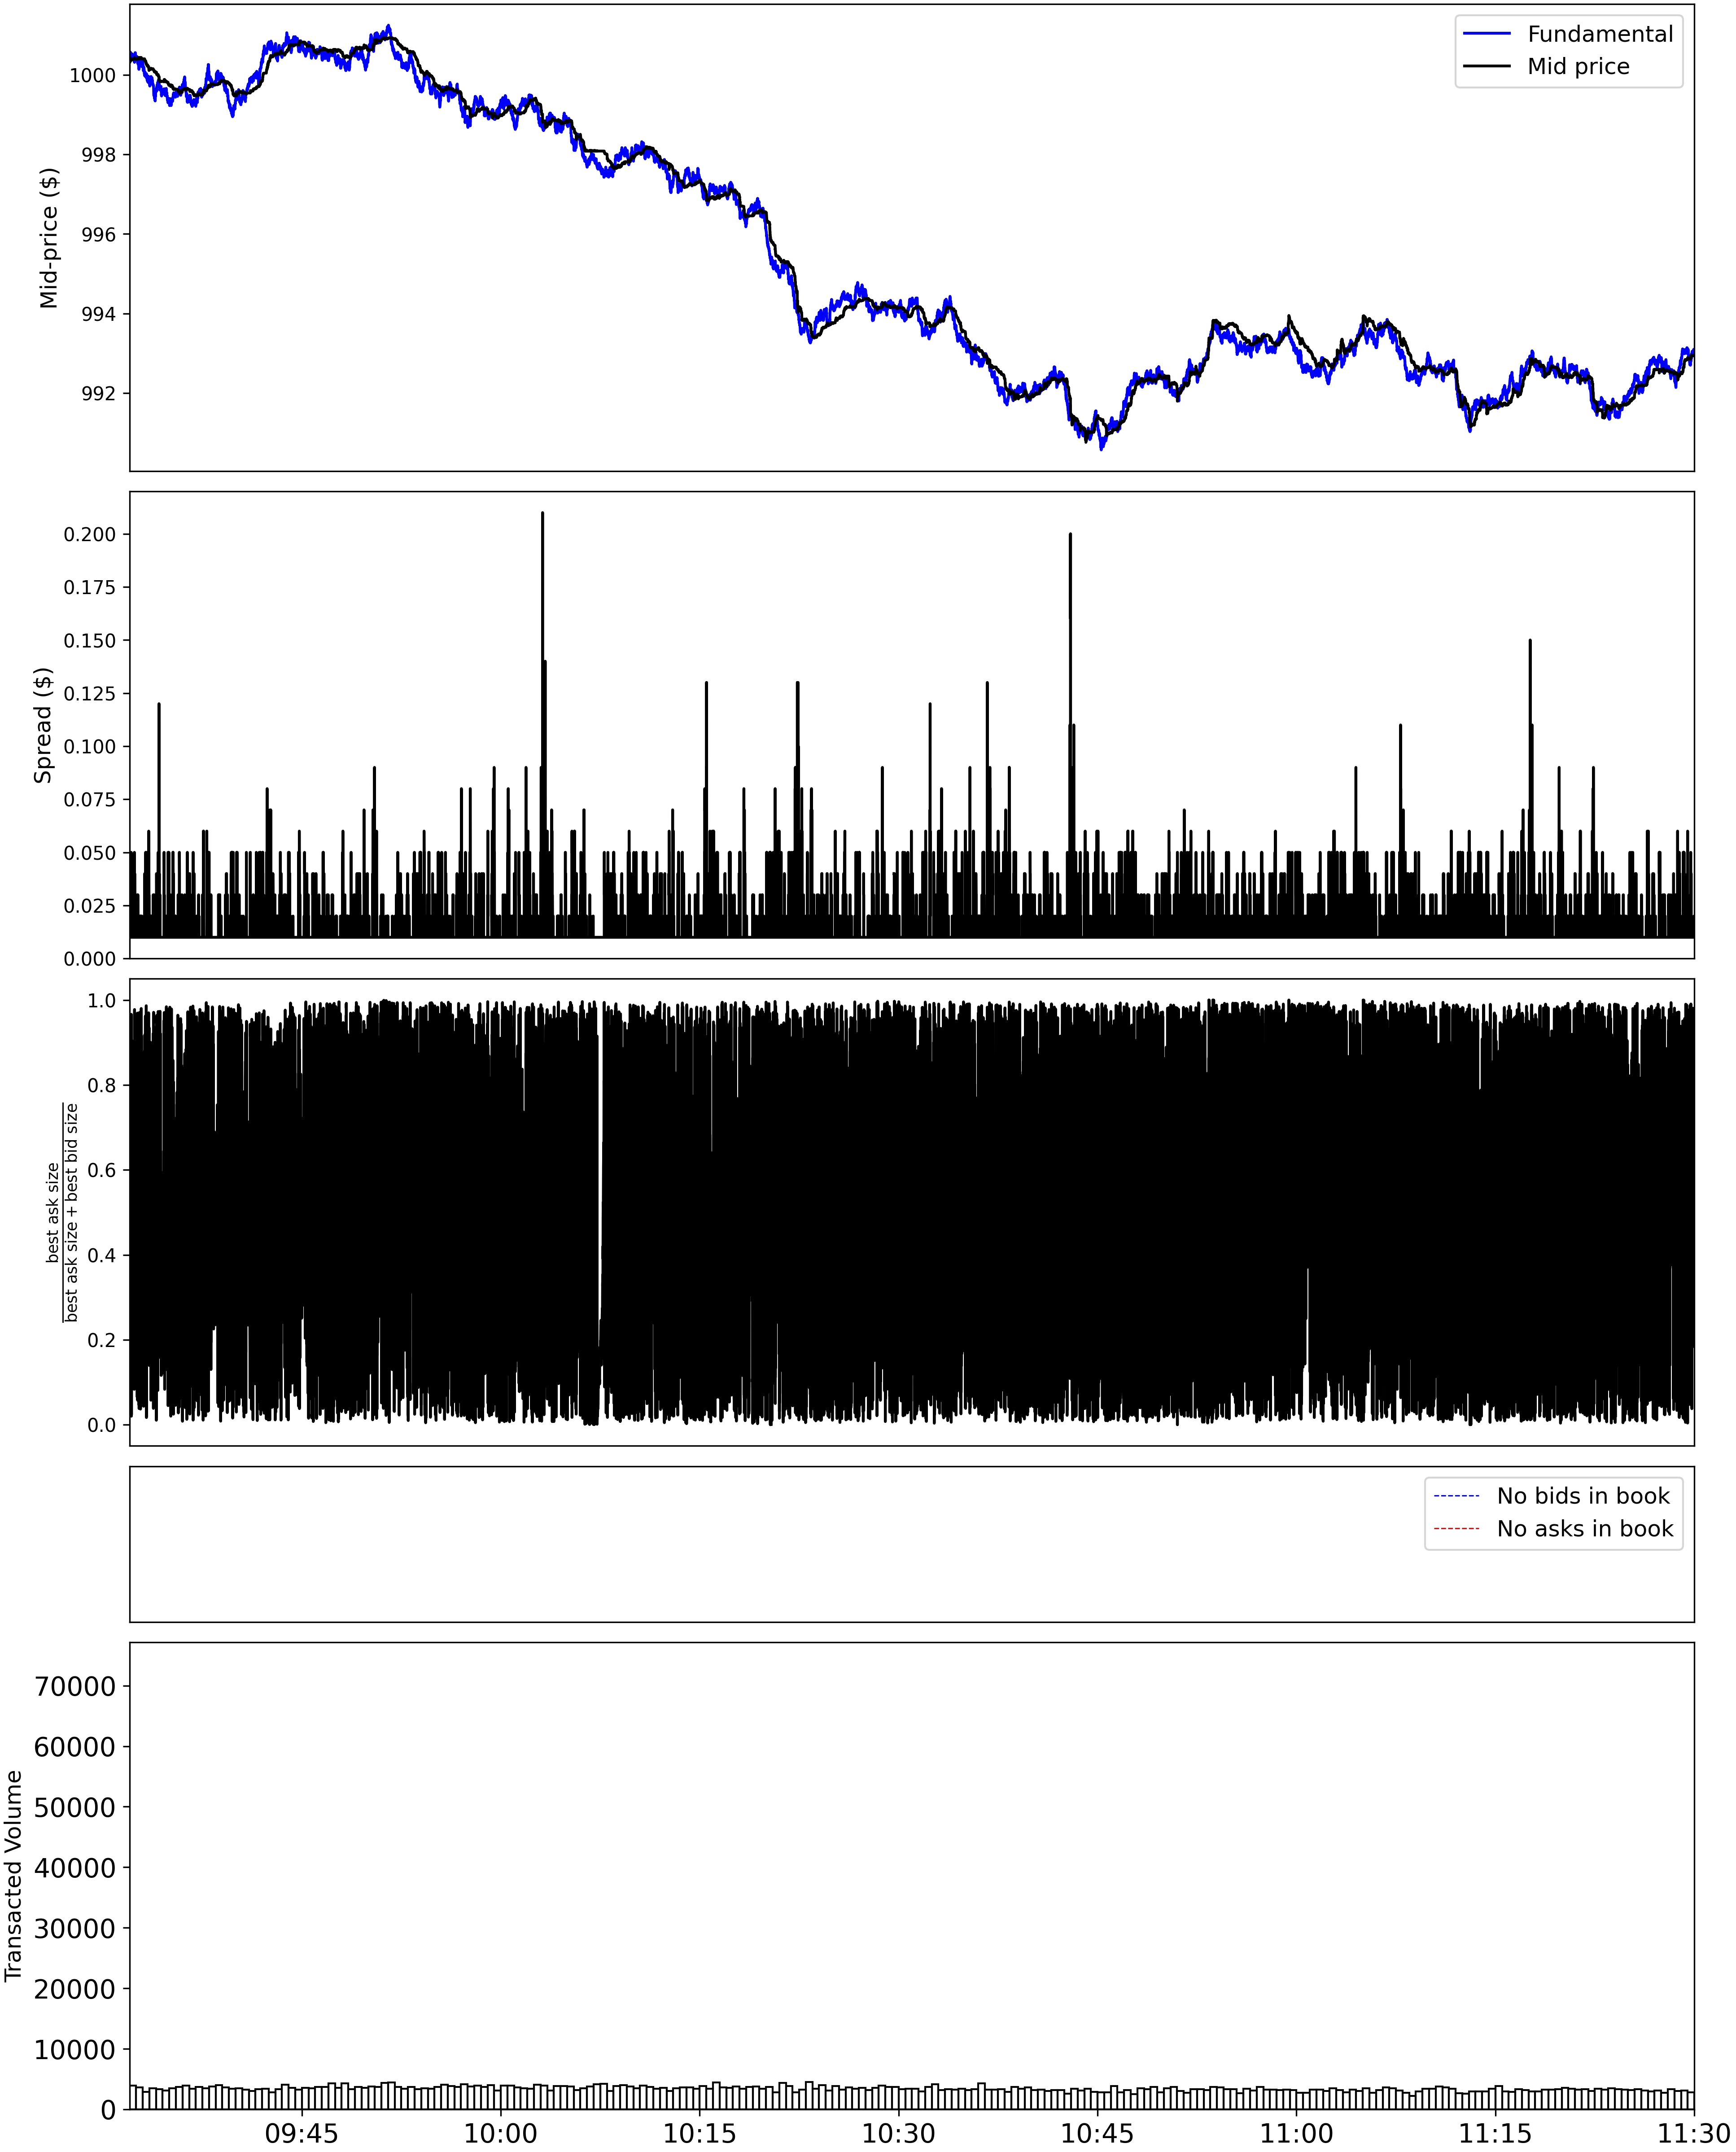 Fundamental
Mid price
Mid-price ($)
1000
998
996
994
992
Spread ($)
0.200
0.175
0.150
0.125
0.100
0.075
0.050
0.025
0.000
best ask size
best ask size + best bid size
1.0
0.8
0.6
0.4
0.2
0.0
No bids in book
No asks in book
Transacted Volume
70000
60000
50000
40000
30000
20000
10000
0
09:45 10:00 10:15 10:30 10:45 11:00 11:15 11:30